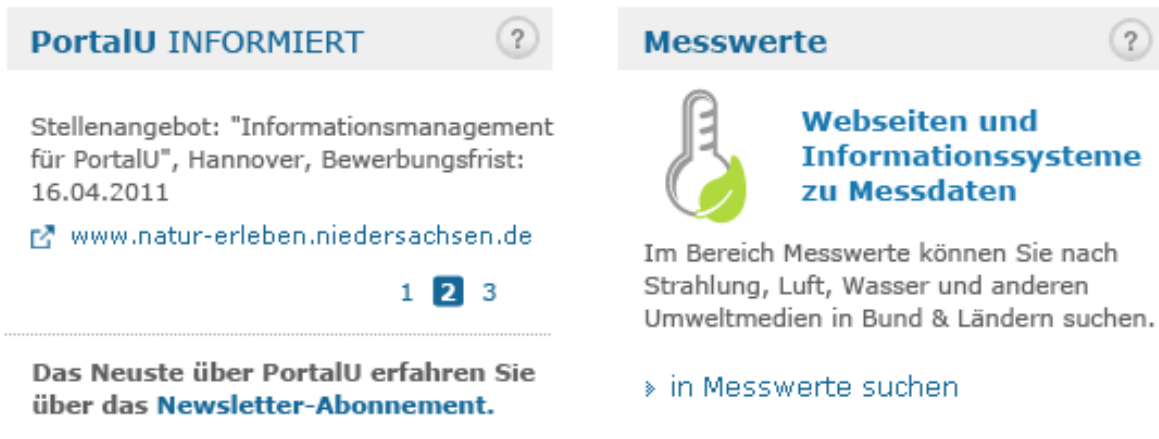 PortalU INFORMIERT ?
Stellenangebot: "Informationsmanagement
für PortalU", Hannover, Bewerbungsfrist:
16.04.2011
www.natur-erleben.niedersachsen.de
1 2 3
Das Neuste über PortalU erfahren Sie
über das Newsletter-Abonnement.
Messwerte ?
Webseiten und
Informationssysteme
zu Messdaten
Im Bereich Messwerte können Sie nach
Strahlung, Luft, Wasser und anderen
Umweltmedien in Bund & Ländern suchen.
» in Messwerte suchen